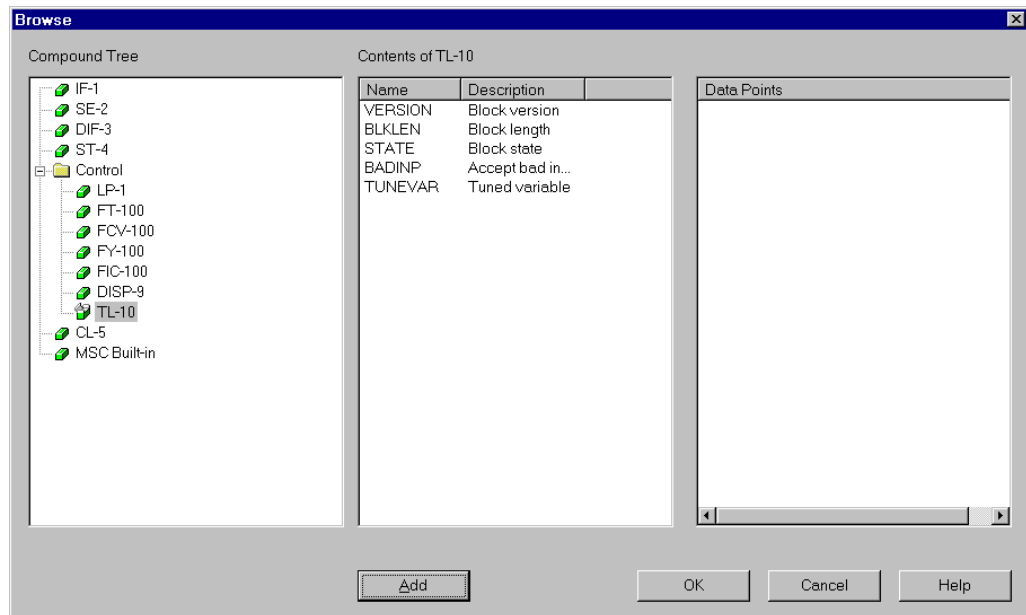 Browse
Compound Tree
Contents of TL-10
IF-1
SE-2
DIF-3
ST-4
Control
LP-1
FT-100
FCV-100
FY-100
FIC-100
DISP-9
TL-10
CL-5
MSC Built-in
Name Description
VERSION Block version
BLKLEN Block length
STATE Block state
BADINP Accept bad in...
TUNEVAR Tuned variable
Data Points
Add
OK
Cancel
Help